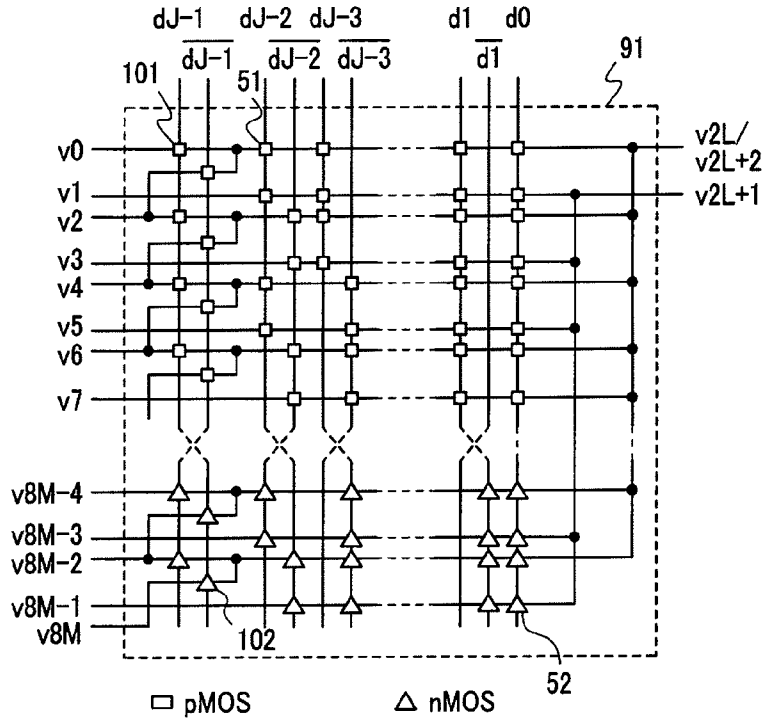 dJ-1 dJ-2 dJ-3 d1 d0
dJ-1 dJ-2 dJ-3 d1
101 51 91
v0 v2L/
v2L+2
v1 v2L+1
v2
v3
v4
v5
v6
v7
v8M-4
v8M-3
v8M-2
v8M-1
v8M 102
52
□ pMOS △ nMOS